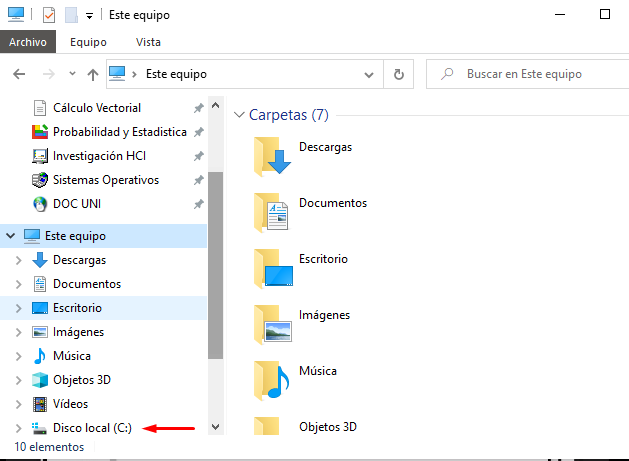 Este equipo
Archivo Equipo Vista
Este equipo
Buscar en Este equipo
Cálculo Vectorial
Probabilidad y Estadistica
Investigación HCI
Sistemas Operativos
DOC UNI
Este equipo
Descargas
Documentos
Escritorio
Imágenes
Música
Objetos 3D
Vídeos
Disco local (C:)
Carpetas (7)
Descargas
Documentos
Escritorio
Imágenes
Música
Objetos 3D
10 elementos